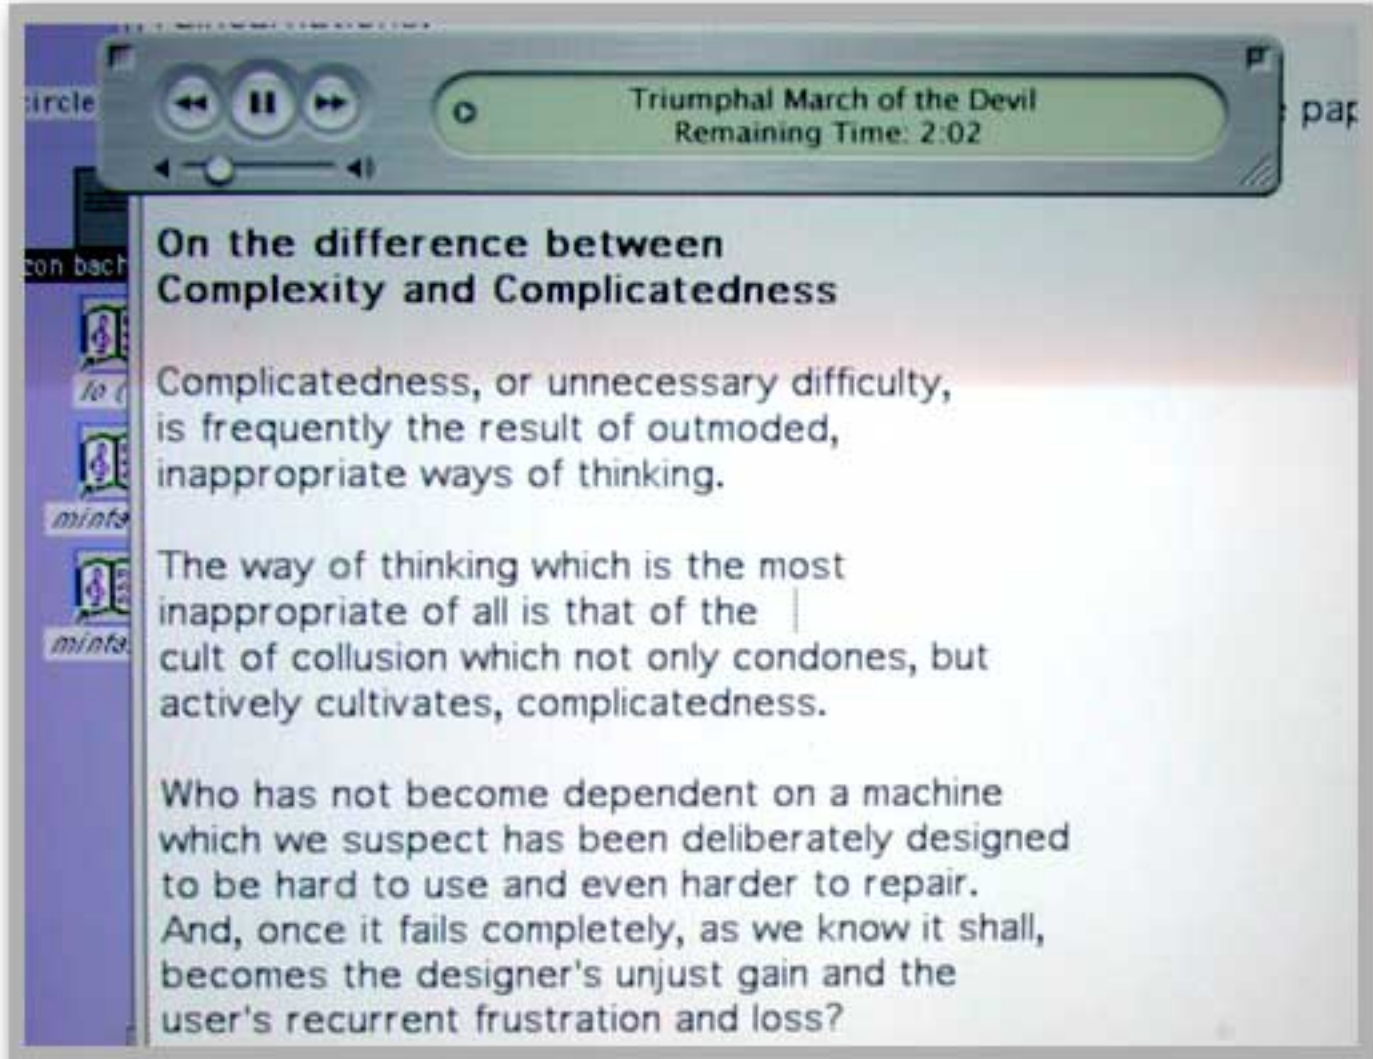 circle
Triumphal March of the Devil
Remaining Time: 2:02
pap
On the difference between
Complexity and Complicatedness
Complicatedness, or unnecessary difficulty,
is frequently the result of outmoded,
inappropriate ways of thinking.
The way of thinking which is the most
inappropriate of all is that of the
cult of collusion which not only condones, but
actively cultivates, complicatedness.
Who has not become dependent on a machine
which we suspect has been deliberately designed
to be hard to use and even harder to repair.
And, once it fails completely, as we know it shall,
becomes the designer's unjust gain and the
user's recurrent frustration and loss?